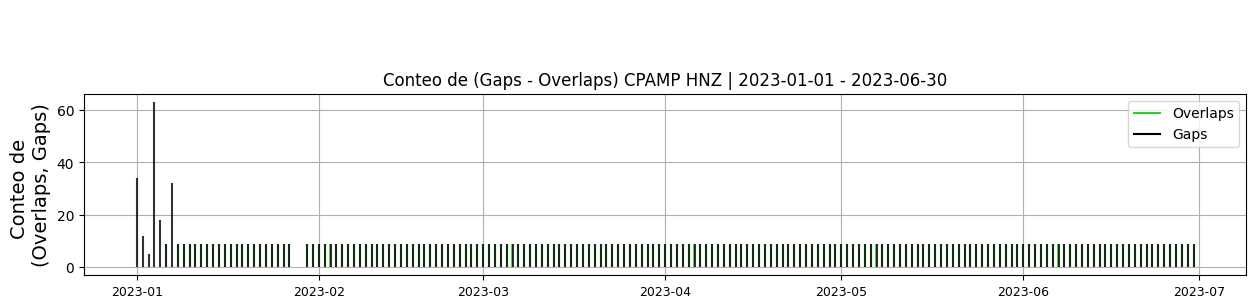 Conteo de (Gaps - Overlaps) CPAMP HNZ | 2023-01-01 - 2023-06-30
Conteo de
(Overlaps, Gaps)
60
40
20
0
Overlaps
Gaps
2023-01
2023-02
2023-03
2023-04
2023-05
2023-06
2023-07